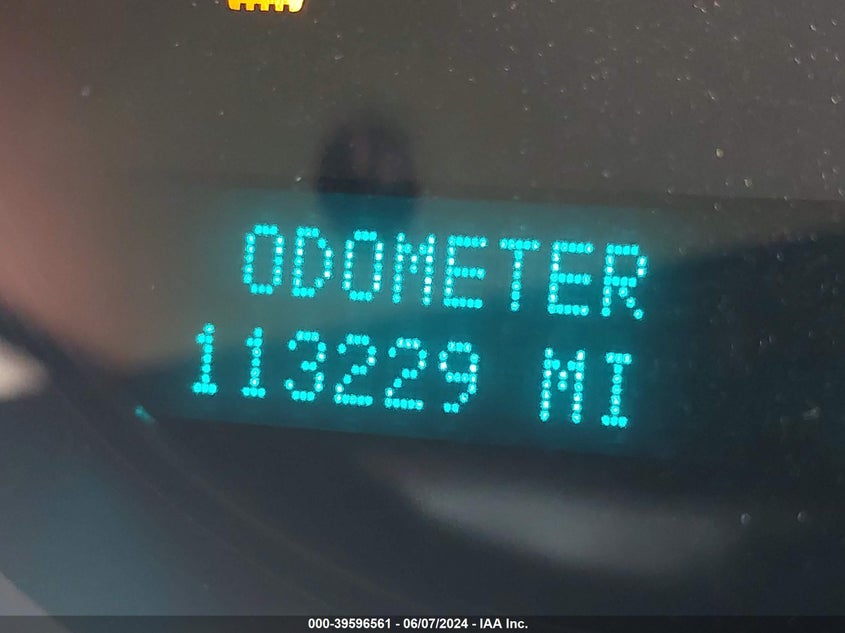 ODOMETER
113229 MI
000-39596561 - 06/07/2024 - IAA Inc.